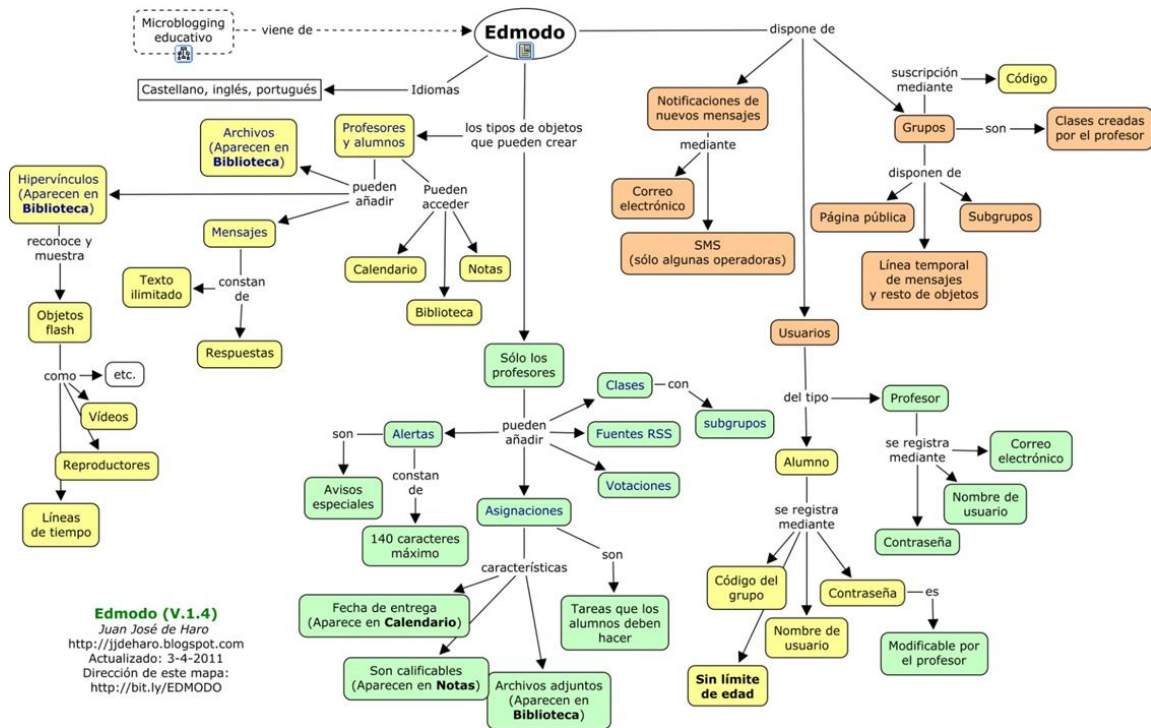 Microblogging
educativo
viene de
Edmodo
dispone de
Castellano, inglés, portugués
Idiomas
los tipos de objetos
que pueden crear
Profesores
y alumnos
Archivos
(Aparecen en
Biblioteca)
Hipervínculos
(Aparecen en
Biblioteca)
pueden
añadir
Pueden
acceder
Mensajes
reconoce y
muestra
Texto
ilimitado
constan
de
Respuestas
Calendario
Notas
Biblioteca
Objetos
flash
como
etc.
Vídeos
Reproductores
Líneas
de tiempo
Notificaciones de
nuevos mensajes
mediante
Correo
electrónico
SMS
(sólo algunas operadoras)
suscripción
mediante
Código
Grupos
son
Clases creadas
por el profesor
disponen de
Página pública
Subgrupos
Línea temporal
de mensajes
y resto de objetos
Usuarios
del tipo
Profesor
se registra
mediante
Correo
electrónico
Nombre de
usuario
Contraseña
Alumno
se registra
mediante
Código del
grupo
Sin límite
de edad
Nombre de
usuario
Contraseña
es
Modificable por
el profesor
Sólo los
profesores
pueden
añadir
Clases
con
subgrupos
Fuentes RSS
Votaciones
Alertas
son
Avisos
especiales
constan
de
140 caracteres
máximo
Asignaciones
son
Tareas que los
alumnos deben
hacer
características
Fecha de entrega
(Aparece en Calendario)
Son calificables
(Aparecen en Notas)
Archivos adjuntos
(Aparecen en
Biblioteca)
Edmodo (V.1.4)
Juan José de Haro
http://jjdeharo.blogspot.com
Actualizado: 3-4-2011
Dirección de este mapa:
http://bit.ly/EDMODO